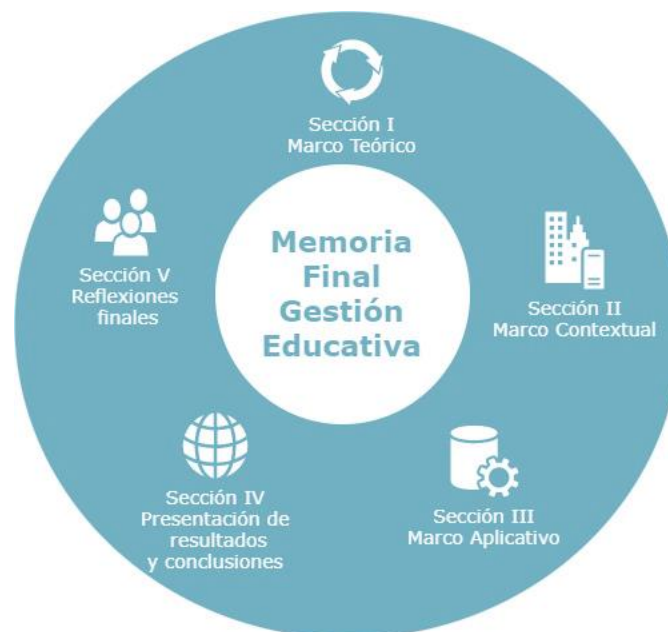 Sección I
Marco Teórico
Memoria
Final
Gestión
Educativa
Sección II
Marco Contextual
Sección III
Marco Aplicativo
Sección IV
Presentación de
resultados
y conclusiones
Sección V
Reflexiones
finales